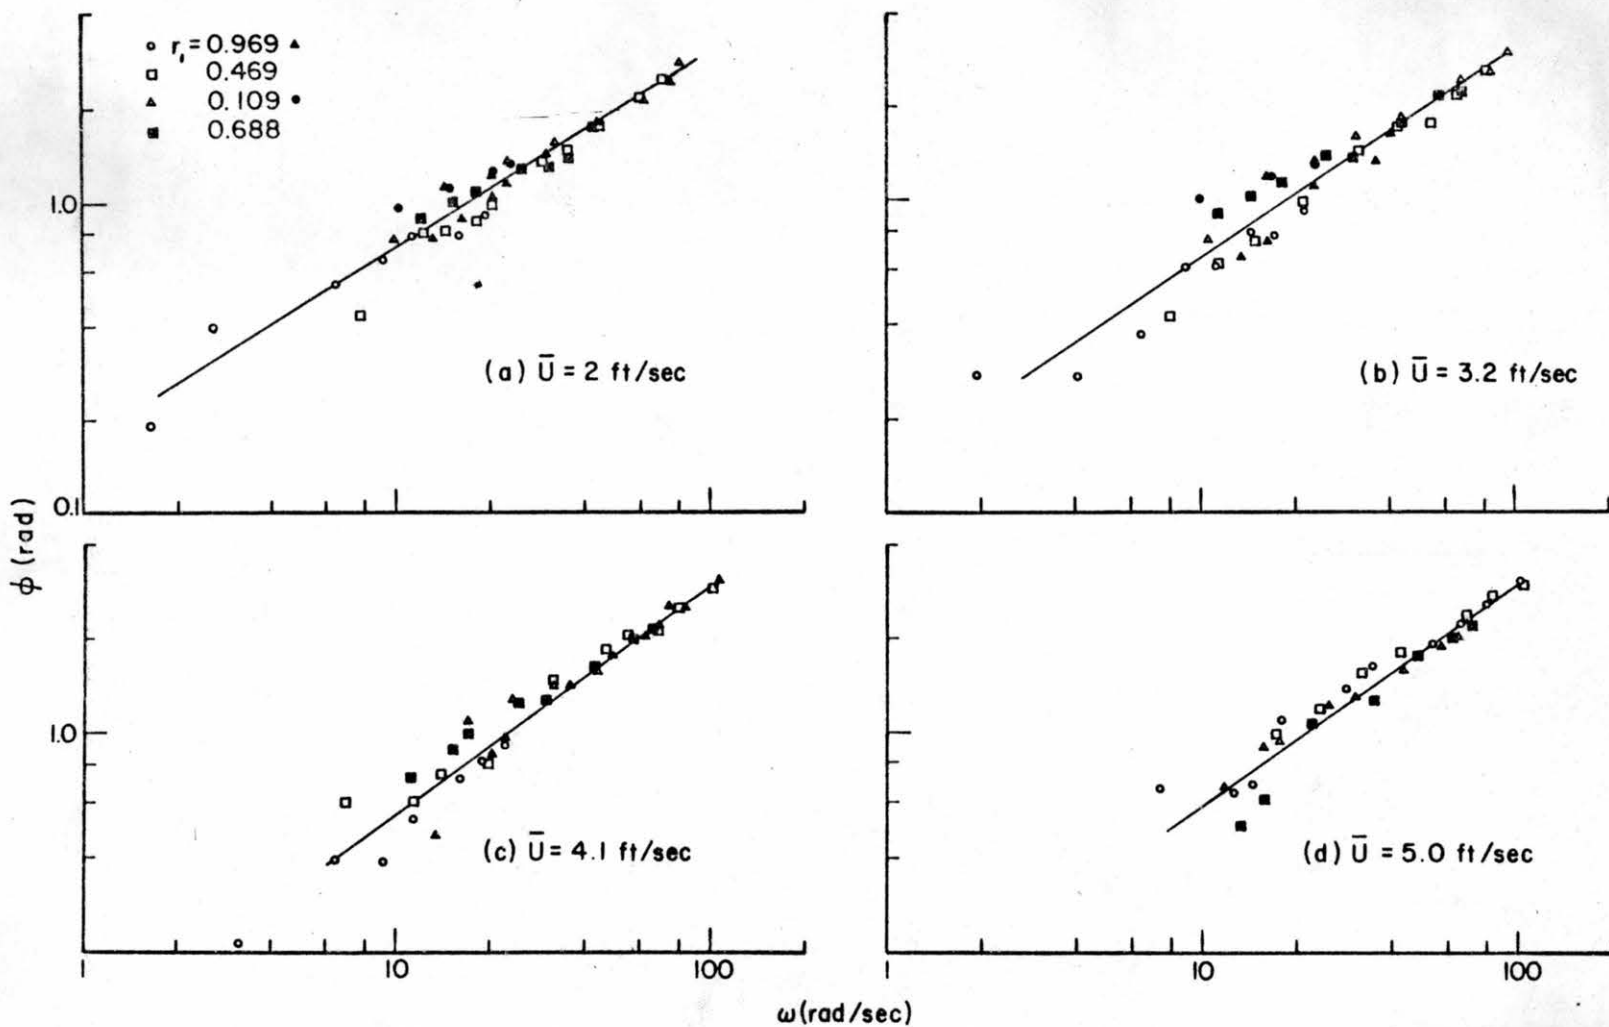 r₁ = 0.969
0.469
0.109
0.688
1.0
0.1
(a) U̅ = 2 ft/sec
(b) U̅ = 3.2 ft/sec
ϕ (rad)
1.0
(c) U̅ = 4.1 ft/sec
(d) U̅ = 5.0 ft/sec
1 10 100
1 10 100
ω(rad/sec)